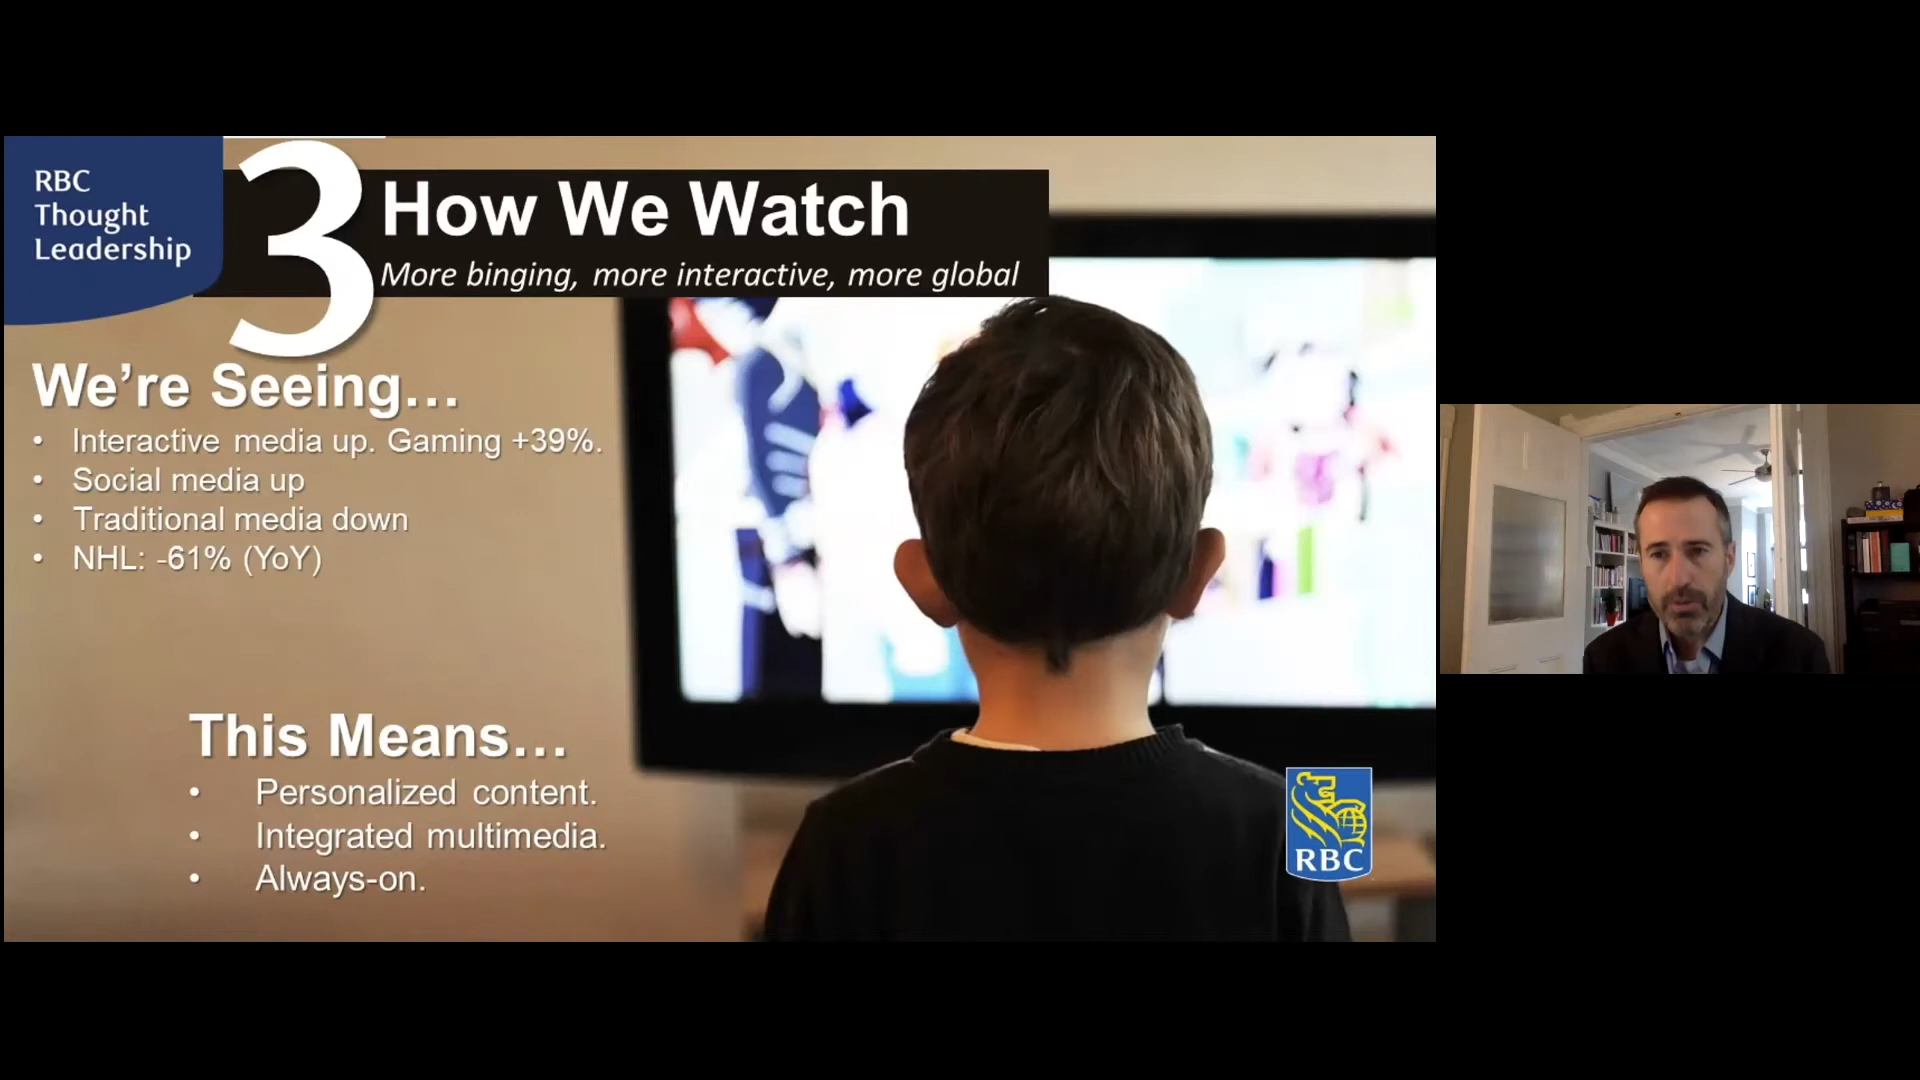 RBC
Thought
Leadership
3
How We Watch
More binging, more interactive, more global
We’re Seeing…
• Interactive media up. Gaming +39%.
• Social media up
• Traditional media down
• NHL: -61% (YoY)
This Means…
• Personalized content.
• Integrated multimedia.
• Always-on.
RBC